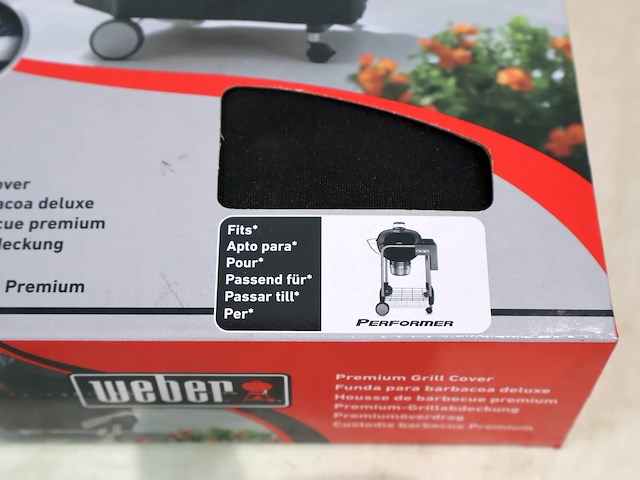 over
acoa deluxe
cue premium
deckung
Premium
Fits*
Apto para*
Pour*
Passend für*
Passar till*
Per*
PERFORMER
weber
Premium Grill Cover
Funda para barbacoa deluxe
Housse de barbecue premium
Premium-Grillabdeckung
Premiumöverdrag
Custodia barbecue Premium